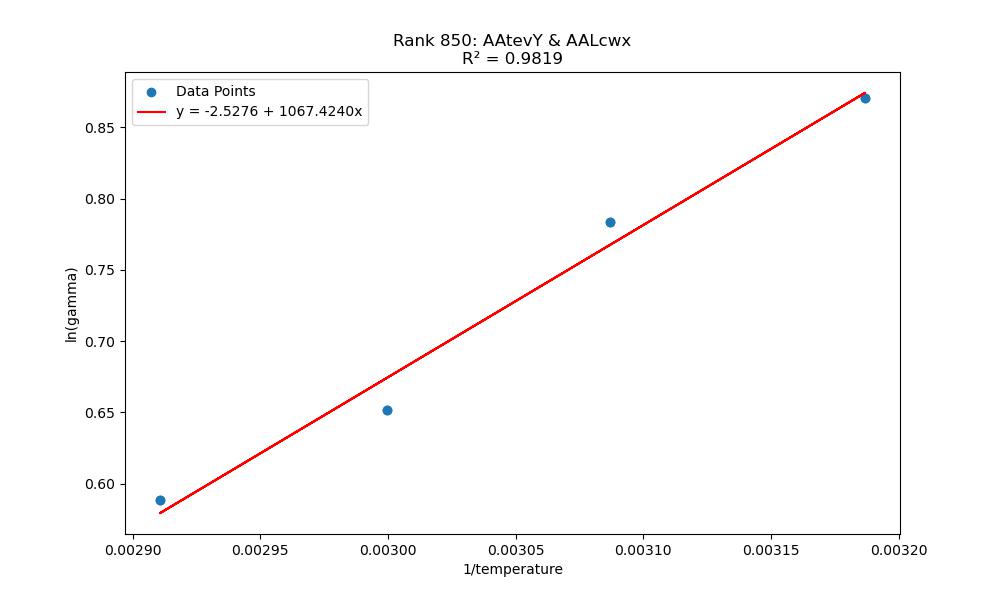 Rank 850: AAtevY & AALcwx
R² = 0.9819
Data Points
y = -2.5276 + 1067.4240x
ln(gamma)
0.85
0.80
0.75
0.70
0.65
0.60
0.00290 0.00295 0.00300 0.00305 0.00310 0.00315 0.00320
1/temperature